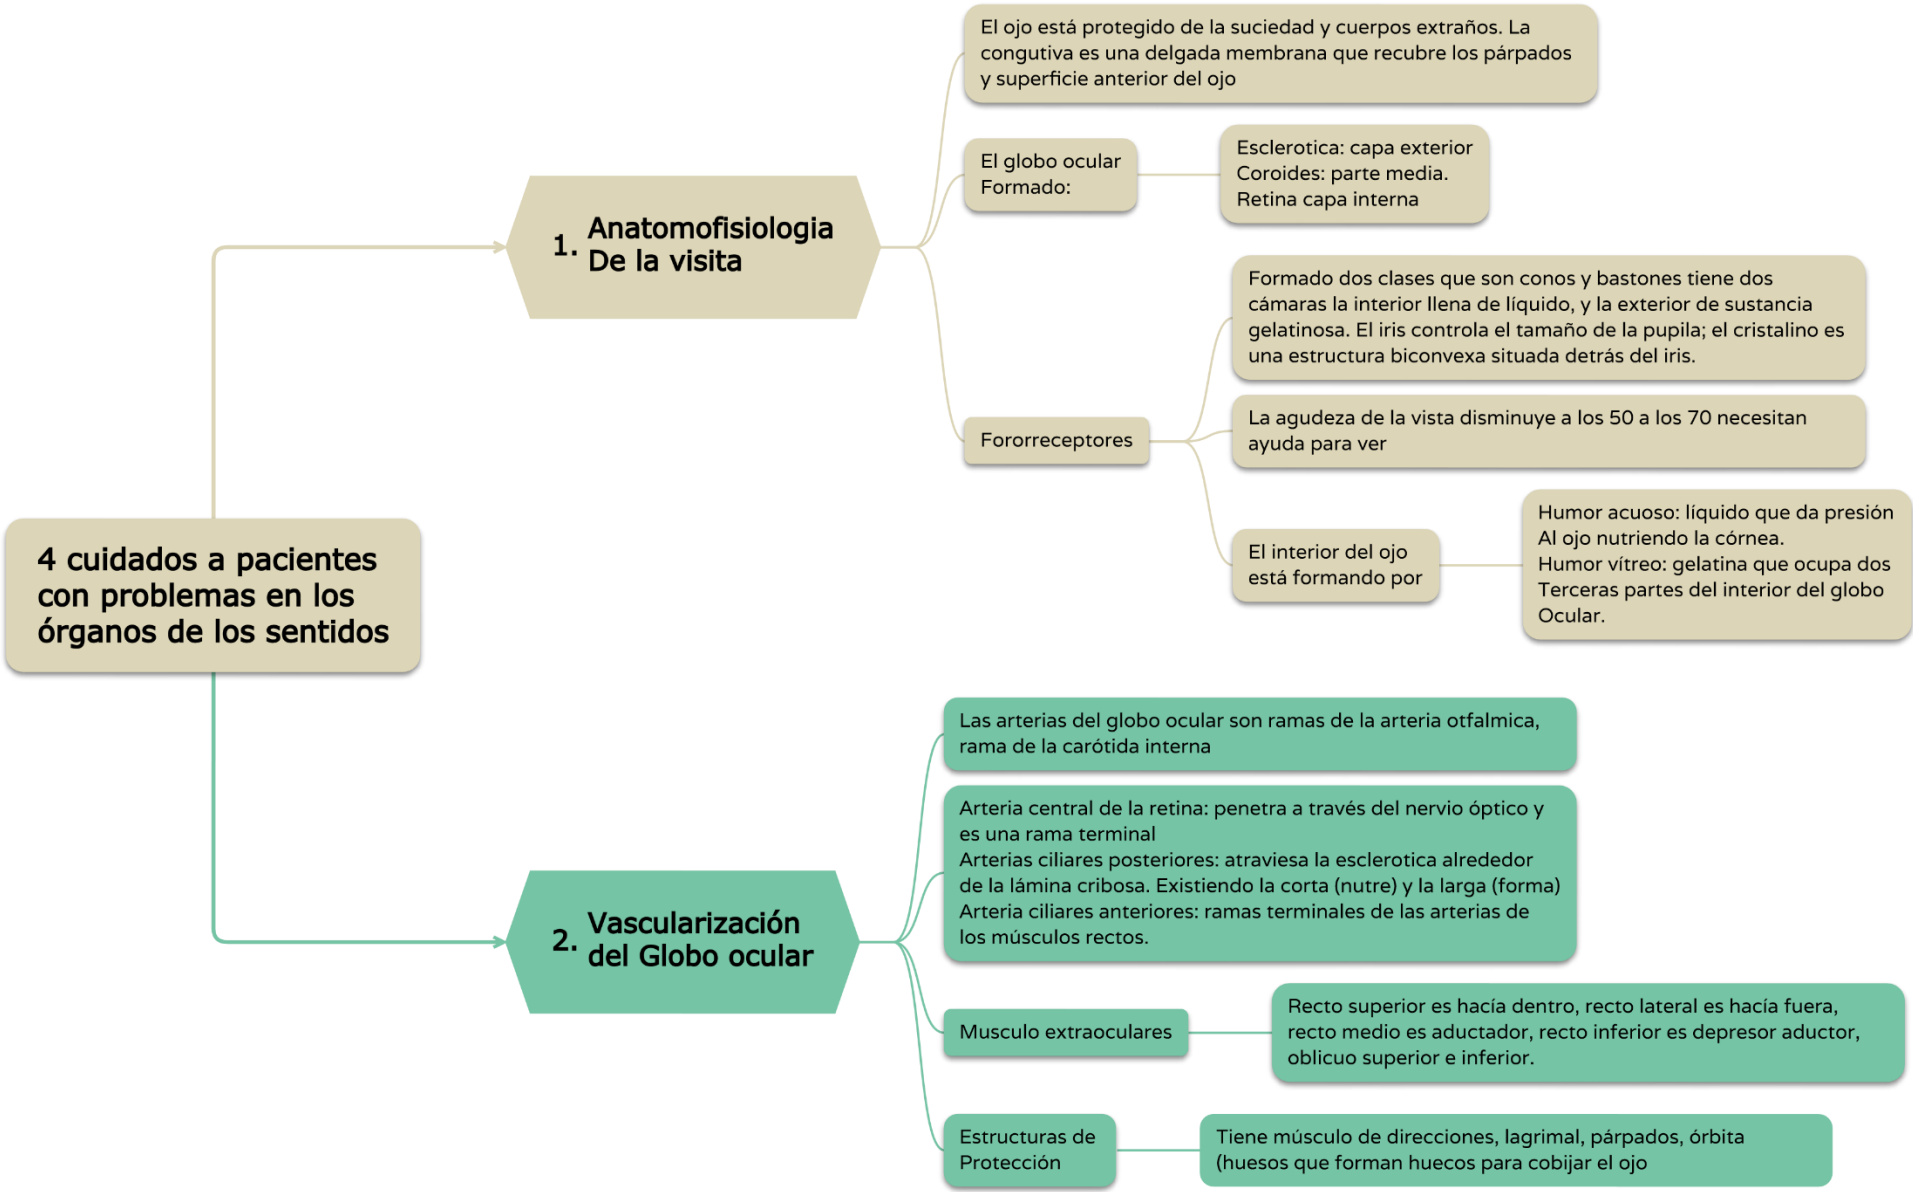 El ojo está protegido de la suciedad y cuerpos extraños. La
congutiva es una delgada membrana que recubre los párpados
y superficie anterior del ojo
El globo ocular
Formado:
Esclerotica: capa exterior
Coroides: parte media.
Retina capa interna
1. Anatomofisiologia
De la visita
Formado dos clases que son conos y bastones tiene dos
cámaras la interior llena de líquido, y la exterior de sustancia
gelatinosa. El iris controla el tamaño de la pupila; el cristalino es
una estructura biconvexa situada detrás del iris.
Fororreceptores
La agudeza de la vista disminuye a los 50 a los 70 necesitan
ayuda para ver
El interior del ojo
está formando por
Humor acuoso: líquido que da presión
Al ojo nutriendo la córnea.
Humor vítreo: gelatina que ocupa dos
Terceras partes del interior del globo
Ocular.
4 cuidados a pacientes
con problemas en los
órganos de los sentidos
Las arterias del globo ocular son ramas de la arteria otfalmica,
rama de la carótida interna
Arteria central de la retina: penetra a través del nervio óptico y
es una rama terminal
Arterias ciliares posteriores: atraviesa la esclerotica alrededor
de la lámina cribosa. Existiendo la corta (nutre) y la larga (forma)
Arteria ciliares anteriores: ramas terminales de las arterias de
los músculos rectos.
2. Vascularización
del Globo ocular
Musculo extraoculares
Recto superior es hacía dentro, recto lateral es hacía fuera,
recto medio es aductador, recto inferior es depresor aductor,
oblicuo superior e inferior.
Estructuras de
Protección
Tiene músculo de direcciones, lagrimal, párpados, órbita
(huesos que forman huecos para cobijar el ojo